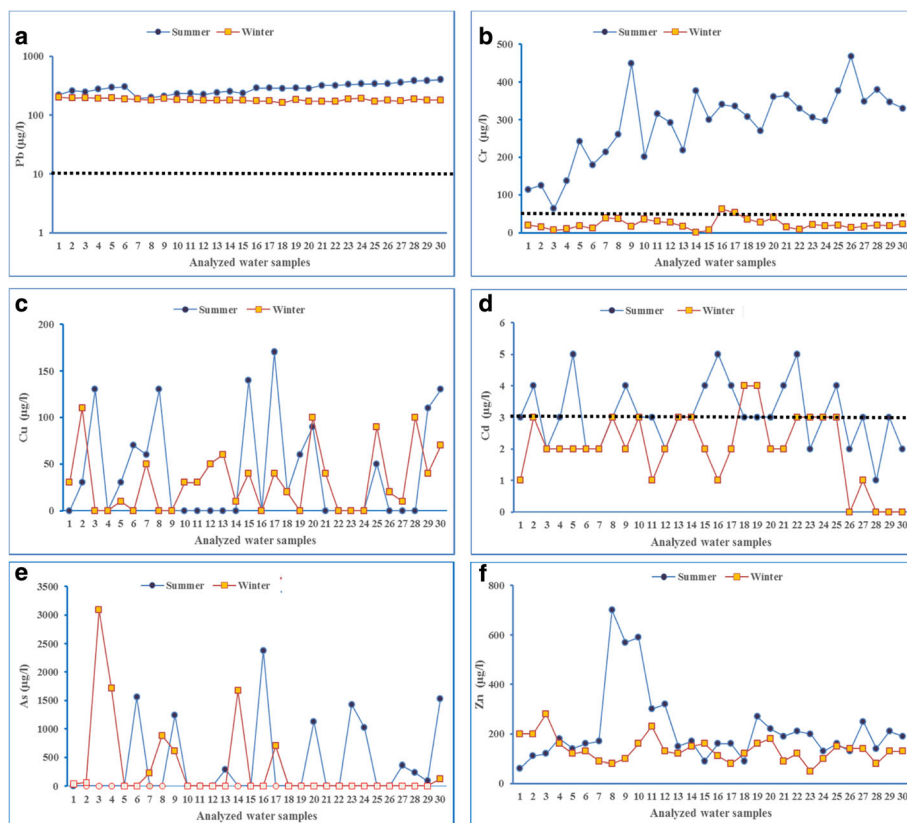 a
Summer Winter
1000
100
10
1
Pb (µg/l)
1 2 3 4 5 6 7 8 9 10 11 12 13 14 15 16 17 18 19 20 21 22 23 24 25 26 27 28 29 30
Analyzed water samples
b
Summer Winter
500
400
300
200
100
0
Cr (µg/l)
1 2 3 4 5 6 7 8 9 10 11 12 13 14 15 16 17 18 19 20 21 22 23 24 25 26 27 28 29 30
Analyzed water samples
c
Summer Winter
200
150
100
50
0
Cu (µg/l)
1 2 3 4 5 6 7 8 9 10 11 12 13 14 15 16 17 18 19 20 21 22 23 24 25 26 27 28 29 30
Analyzed water samples
d
Summer Winter
6
5
4
3
2
1
0
Cd (µg/l)
1 2 3 4 5 6 7 8 9 10 11 12 13 14 15 16 17 18 19 20 21 22 23 24 25 26 27 28 29 30
Analyzed water samples
e
Summer Winter
3500
3000
2500
2000
1500
1000
500
0
As (µg/l)
1 2 3 4 5 6 7 8 9 10 11 12 13 14 15 16 17 18 19 20 21 22 23 24 25 26 27 28 29 30
Analyzed water samples
f
Summer Winter
800
600
400
200
0
Zn (µg/l)
1 2 3 4 5 6 7 8 9 10 11 12 13 14 15 16 17 18 19 20 21 22 23 24 25 26 27 28 29 30
Analyzed water samples